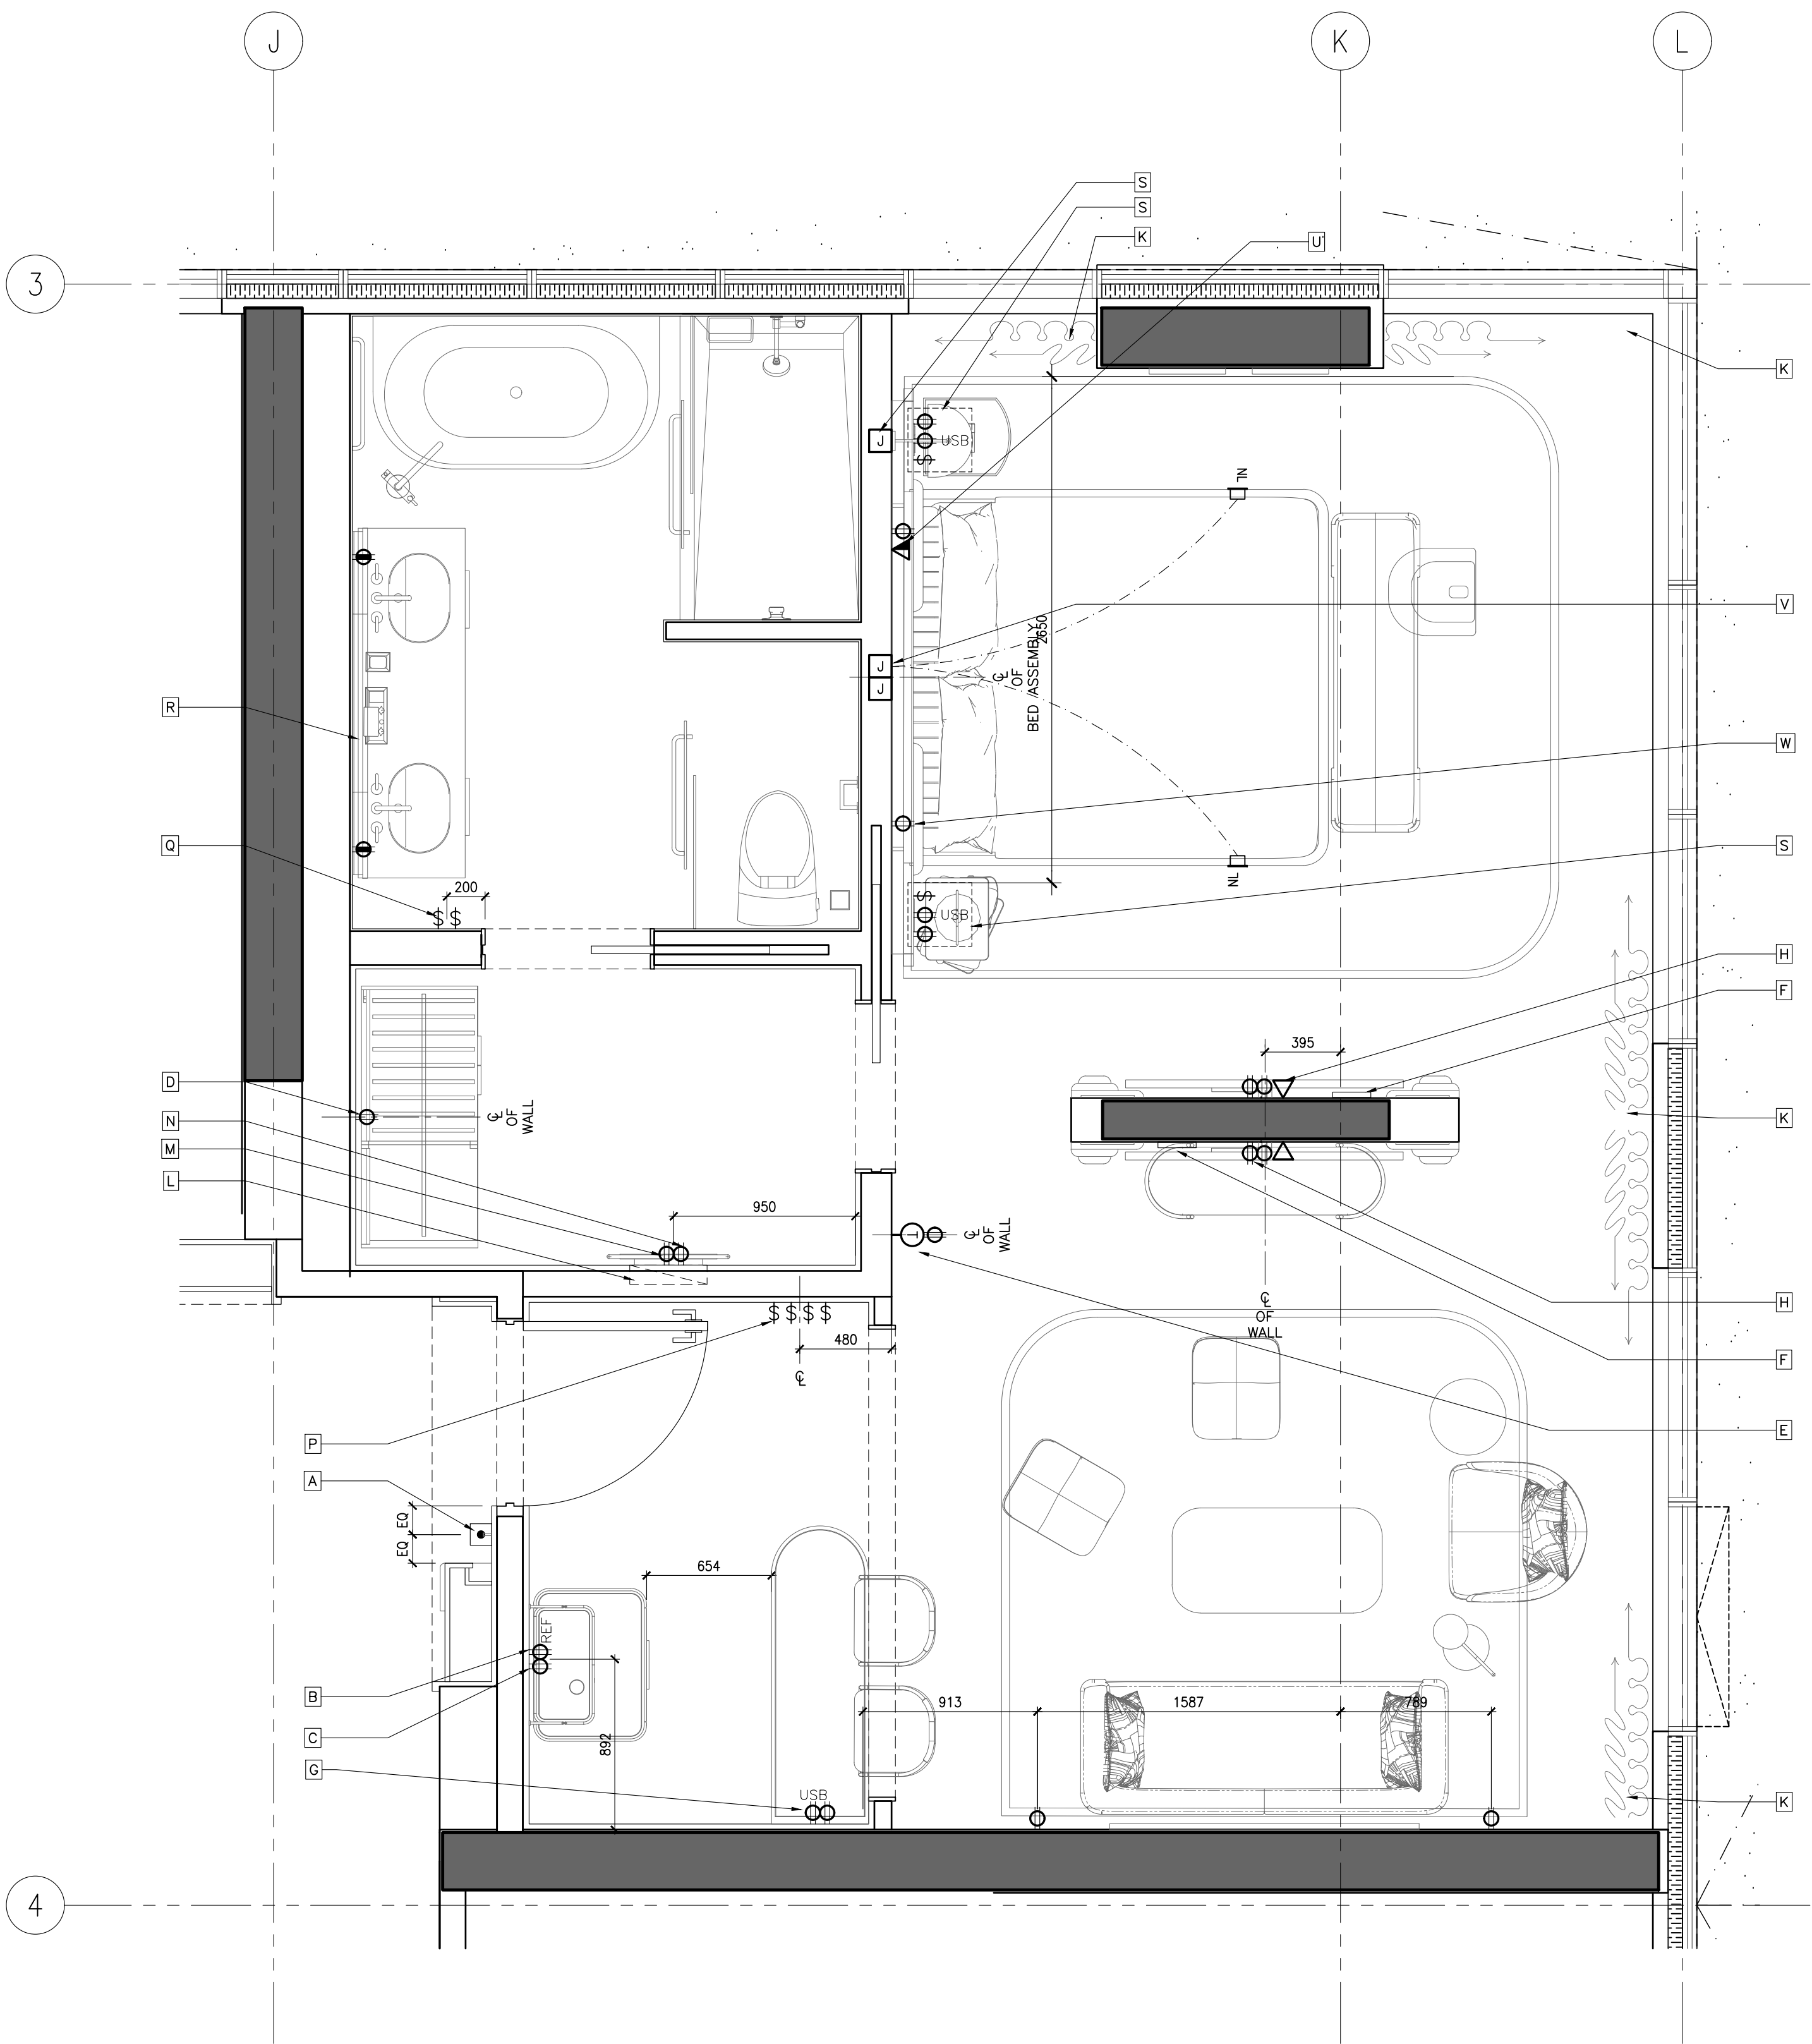 J
K
L
S
S
K
U
3
K
J
USB
$
NL
V
J
J
℄
OF
BED ASSEMBLY
2650
R
W
Q
200
$ $
NL
S
$
USB
H
F
395
D
℄
OF
WALL
N
M
L
K
950
T
℄
OF
WALL
℄
OF
WALL
H
$ $ $ $
480
℄
F
P
E
A
EQ
EQ
654
REF
B
C
892
913
1587
789
G
USB
K
4